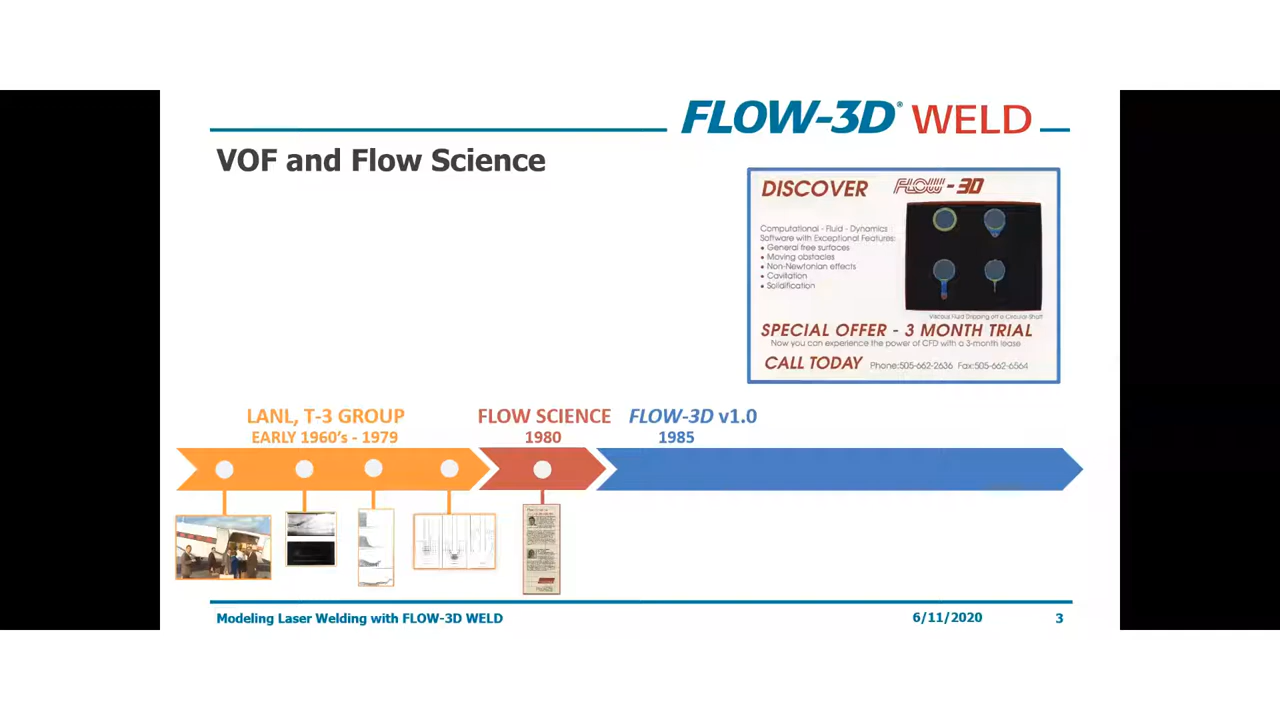 FLOW-3D® WELD
VOF and Flow Science
DISCOVER FLOW-3D
Computational - Fluid - Dynamics
Software with Exceptional Features:
• General free surfaces
• Moving obstacles
• Non-Newtonian effects
• Cavitation
• Solidification
Viscous Fluid Dripping off a Circular Shaft
SPECIAL OFFER - 3 MONTH TRIAL
Now you can experience the power of CFD with a 3-month lease
CALL TODAY Phone:505-662-2636 Fax:505-662-6564
LANL, T-3 GROUP
EARLY 1960's - 1979
FLOW SCIENCE
1980
FLOW-3D v1.0
1985
Modeling Laser Welding with FLOW-3D WELD
6/11/2020
3